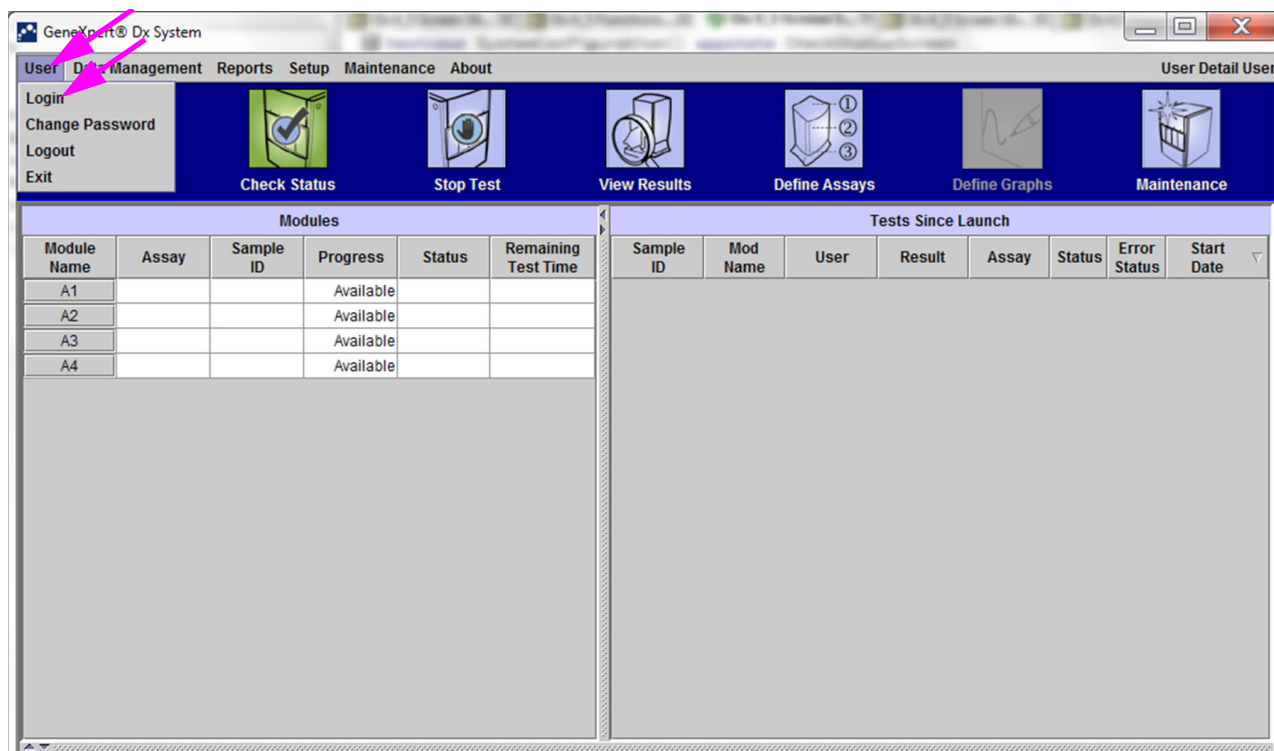 GeneXpert® Dx System
User Data Management Reports Setup Maintenance About User Detail User
Login
Change Password
Logout
Exit
Check Status Stop Test View Results Define Assays Define Graphs Maintenance
① ② ③
Modules
Tests Since Launch
Module Name Assay Sample ID Progress Status Remaining Test Time
Sample ID Mod Name User Result Assay Status Error Status Start Date
A1 Available
A2 Available
A3 Available
A4 Available